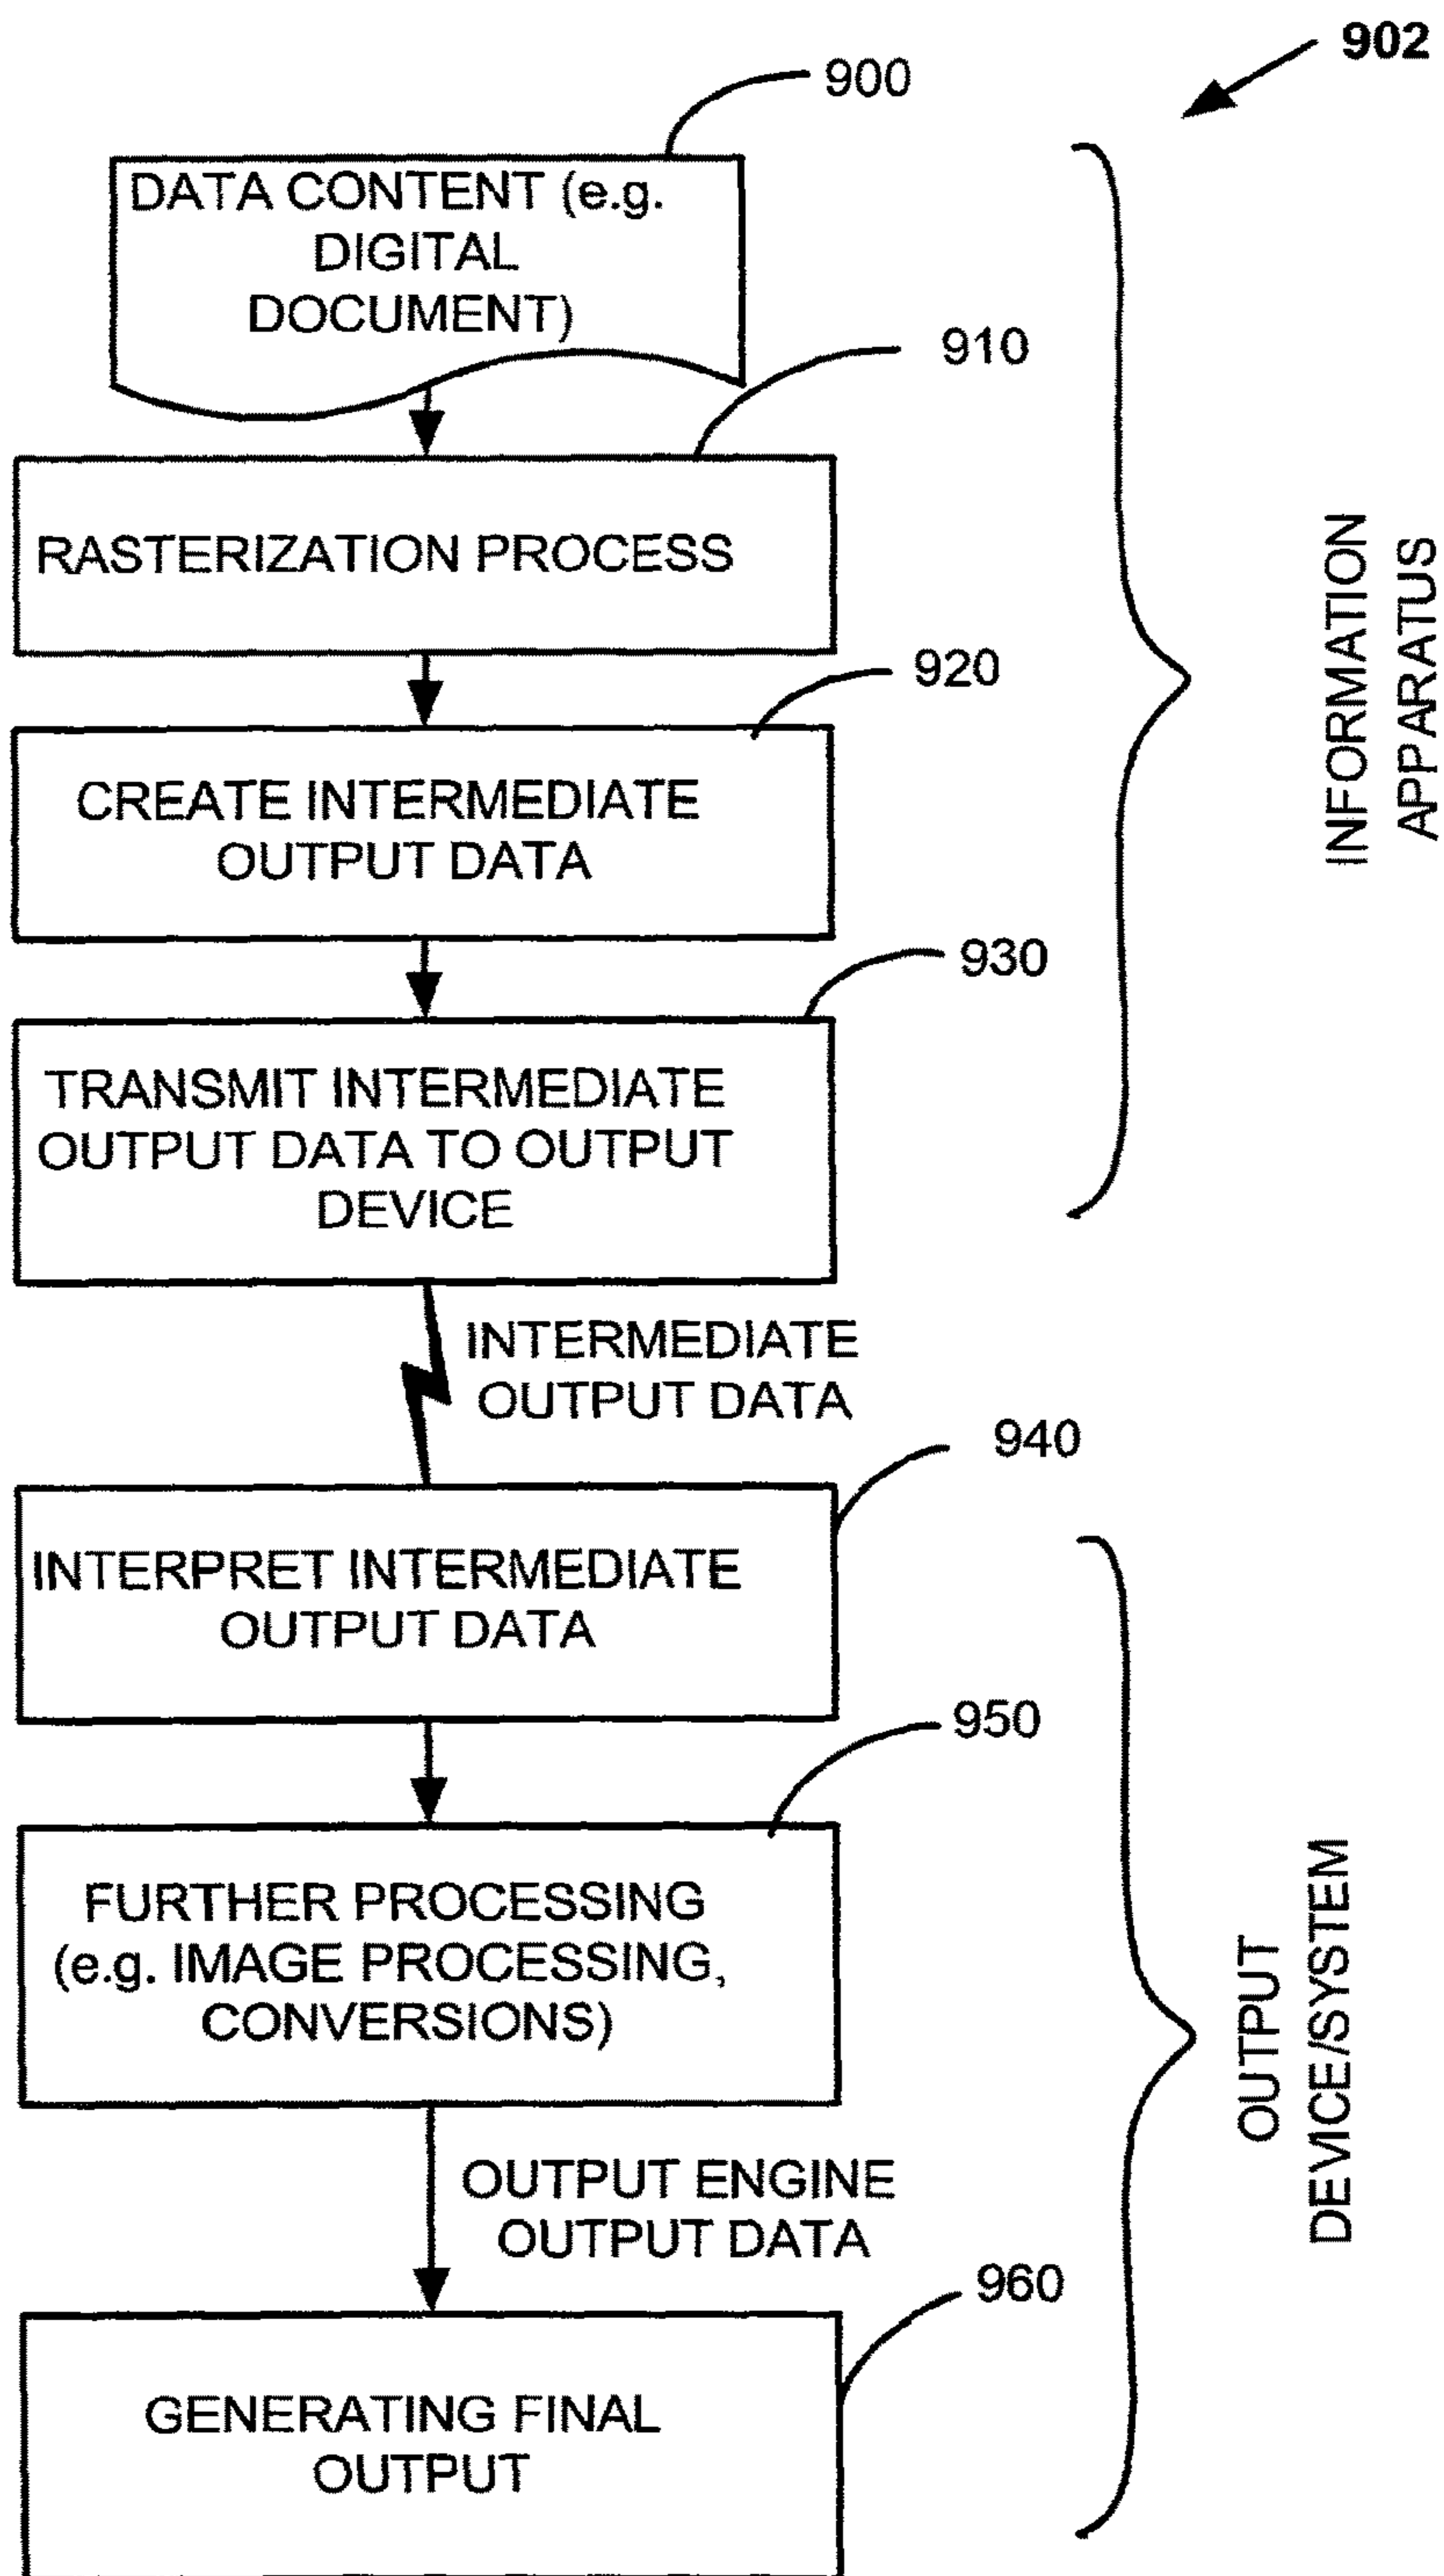 902
900
DATA CONTENT (e.g.
DIGITAL
DOCUMENT)
910
RASTERIZATION PROCESS
920
CREATE INTERMEDIATE
OUTPUT DATA
930
TRANSMIT INTERMEDIATE
OUTPUT DATA TO OUTPUT
DEVICE
INFORMATION
APPARATUS
INTERMEDIATE
OUTPUT DATA
940
INTERPRET INTERMEDIATE
OUTPUT DATA
950
FURTHER PROCESSING
(e.g. IMAGE PROCESSING,
CONVERSIONS)
OUTPUT ENGINE
OUTPUT DATA
960
GENERATING FINAL
OUTPUT
OUTPUT
DEVICE/SYSTEM